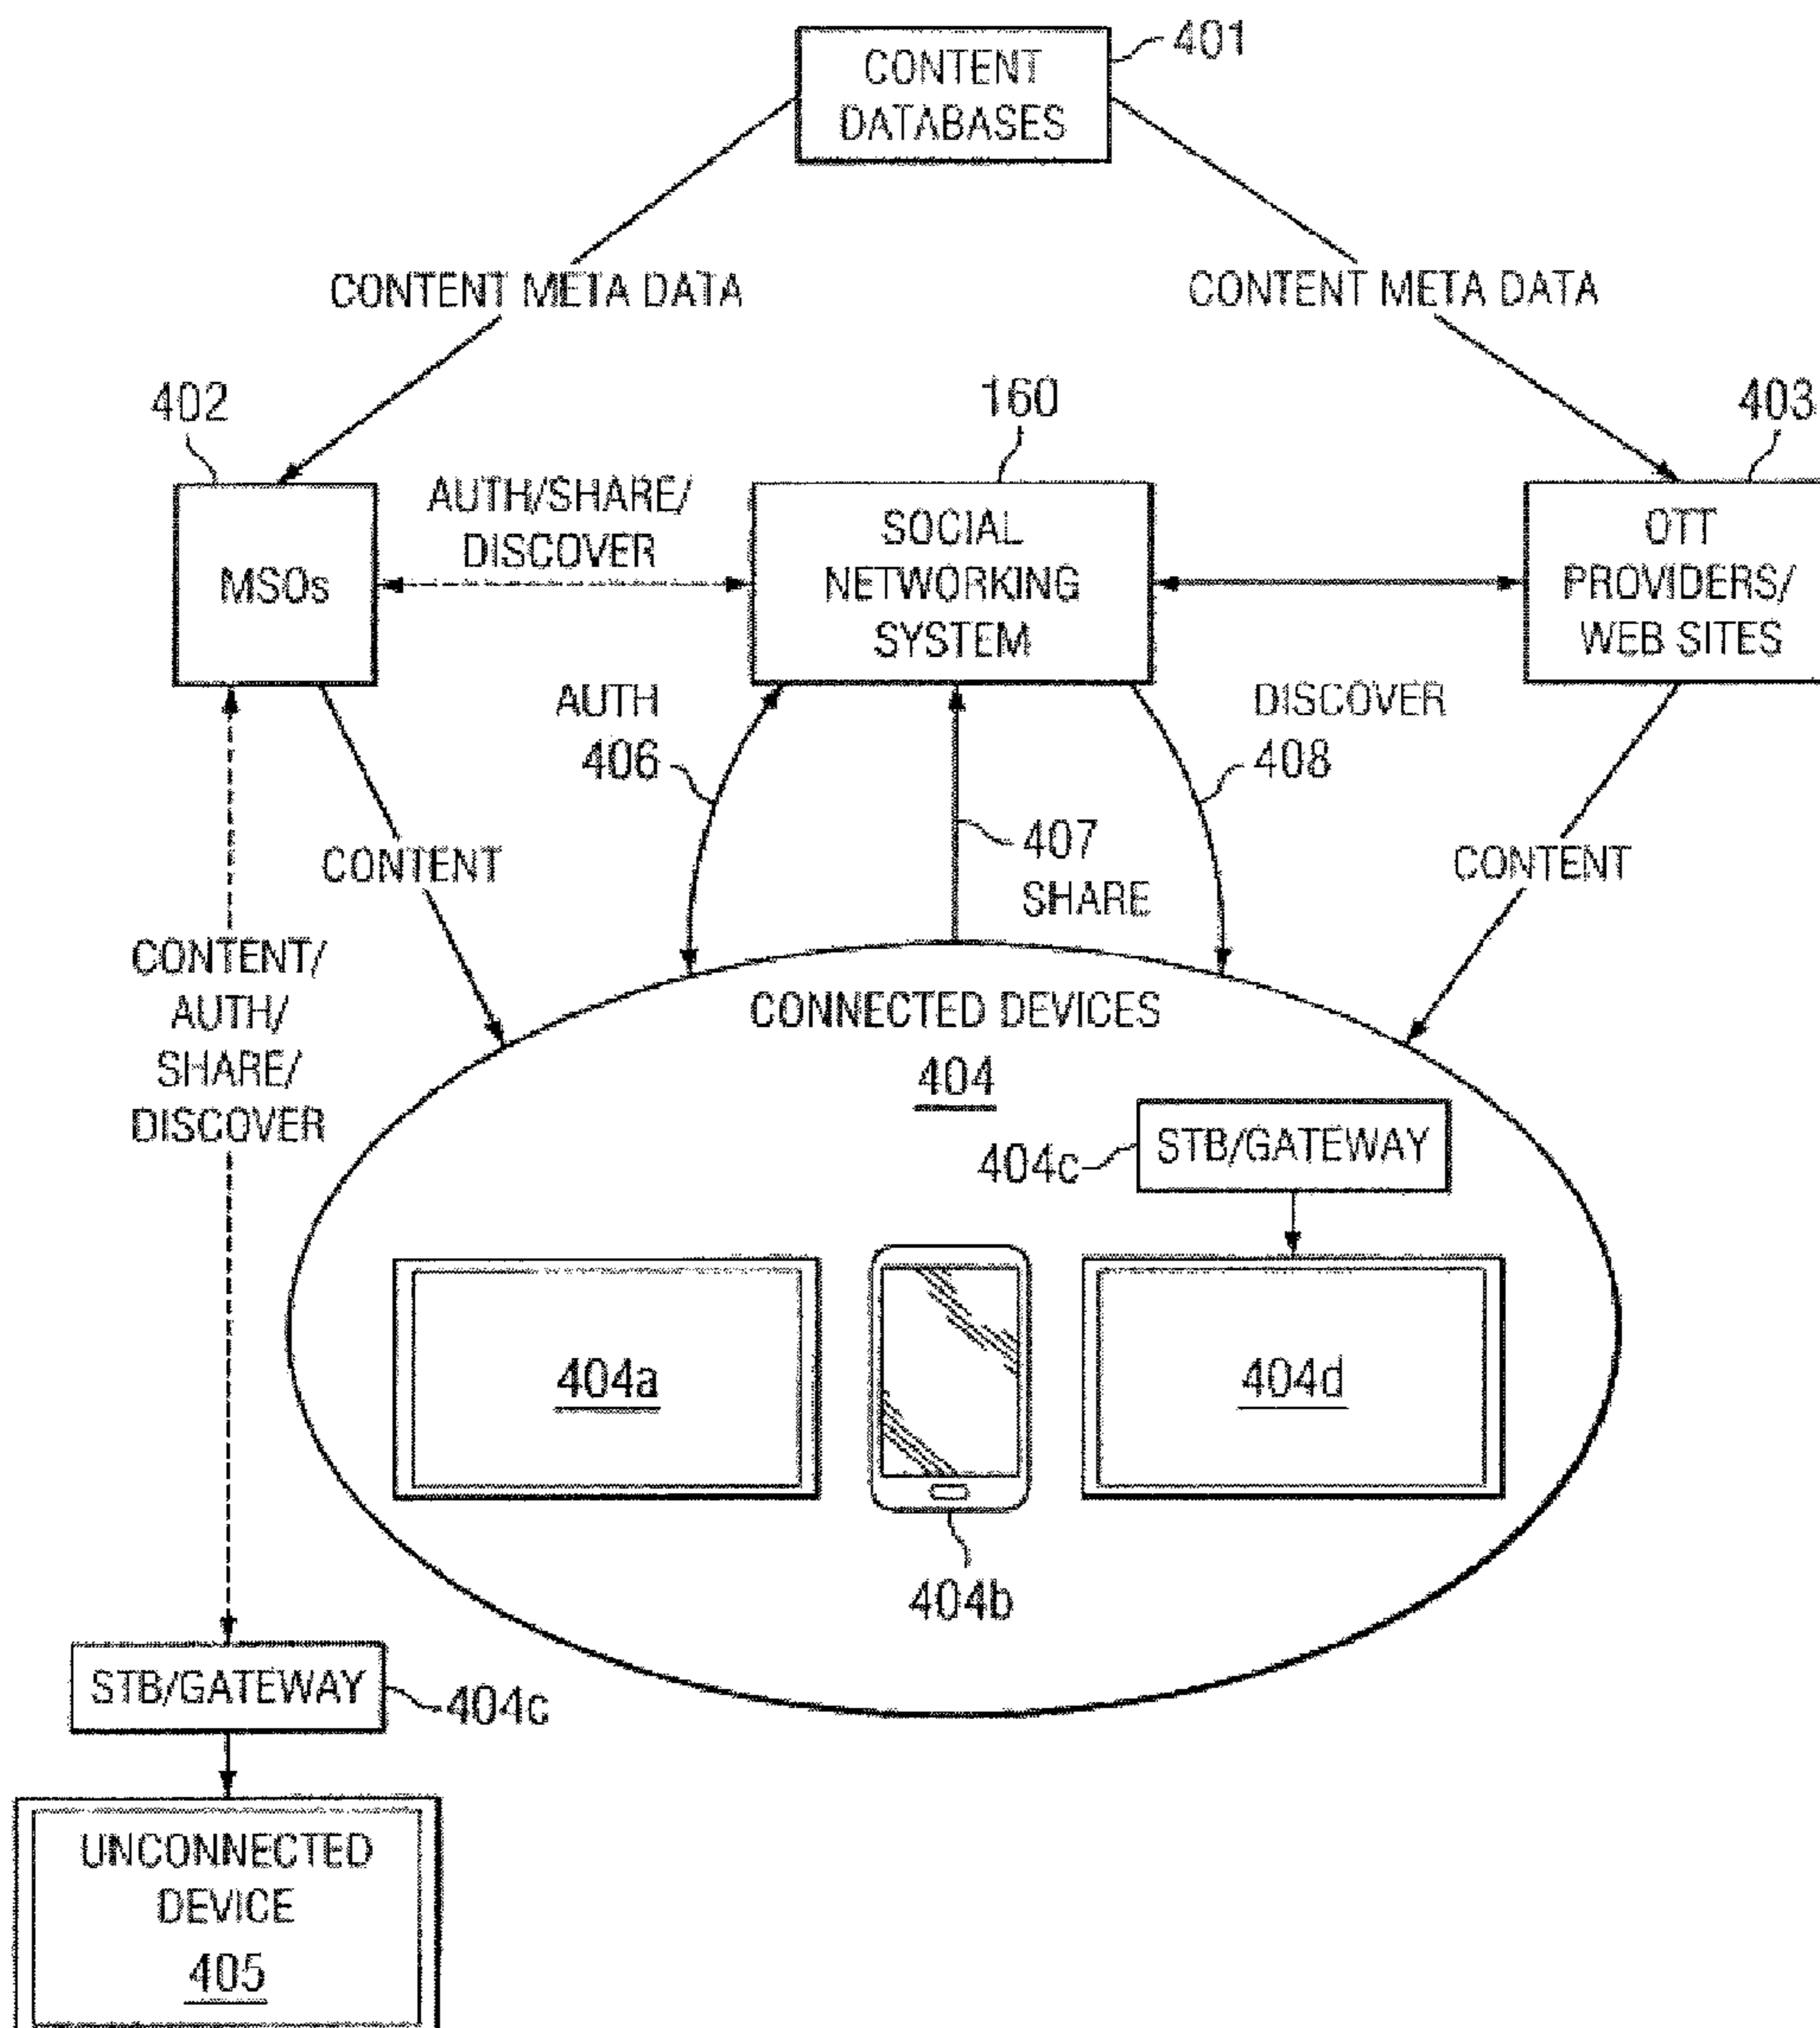 401
CONTENT
DATABASES
CONTENT META DATA
CONTENT META DATA
402
160
403
AUTH/SHARE/
DISCOVER
MSOs
SOCIAL
NETWORKING
SYSTEM
OTT
PROVIDERS/
WEB SITES
AUTH
406
DISCOVER
408
407
SHARE
CONTENT
CONTENT
CONTENT/
AUTH/
SHARE/
DISCOVER
CONNECTED DEVICES
404
404c
STB/GATEWAY
404a
404d
404b
STB/GATEWAY
404c
UNCONNECTED
DEVICE
405